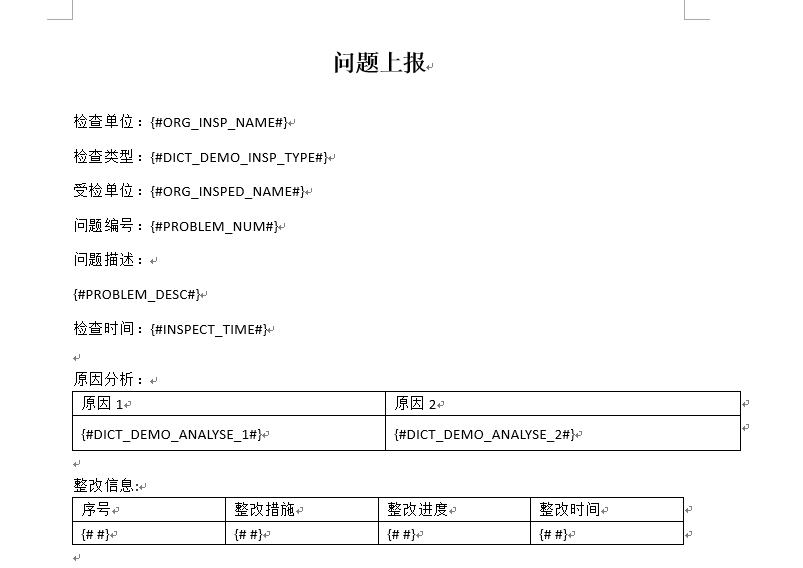 问题上报
检查单位：{#ORG_INSP_NAME#}
检查类型：{#DICT_DEMO_INSP_TYPE#}
受检单位：{#ORG_INSPED_NAME#}
问题编号：{#PROBLEM_NUM#}
问题描述：
{#PROBLEM_DESC#}
检查时间：{#INSPECT_TIME#}
原因分析：
原因 1 原因 2
{#DICT_DEMO_ANALYSE_1#} {#DICT_DEMO_ANALYSE_2#}
整改信息:
序号 整改措施 整改进度 整改时间
{# #} {# #} {# #} {# #}